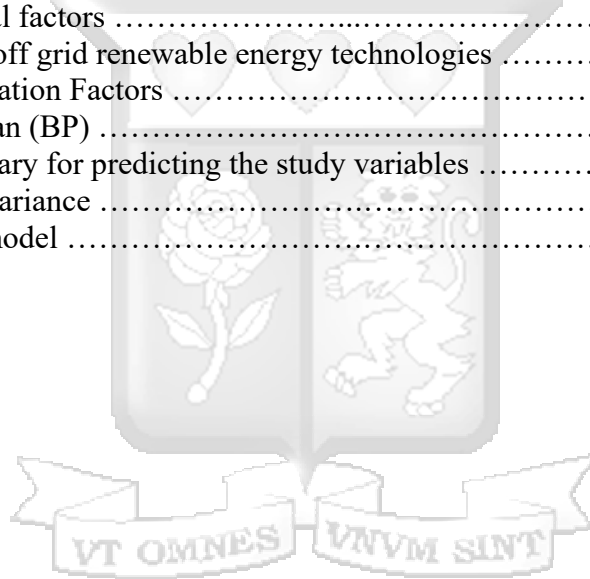 l factors ……………………...……………………
off grid renewable energy technologies ………
ation Factors …………………………………
an (BP) ………………………………………
ary for predicting the study variables …………
ariance ………………………………………
nodel …………………………………………
VT OMNES VNVM SINT